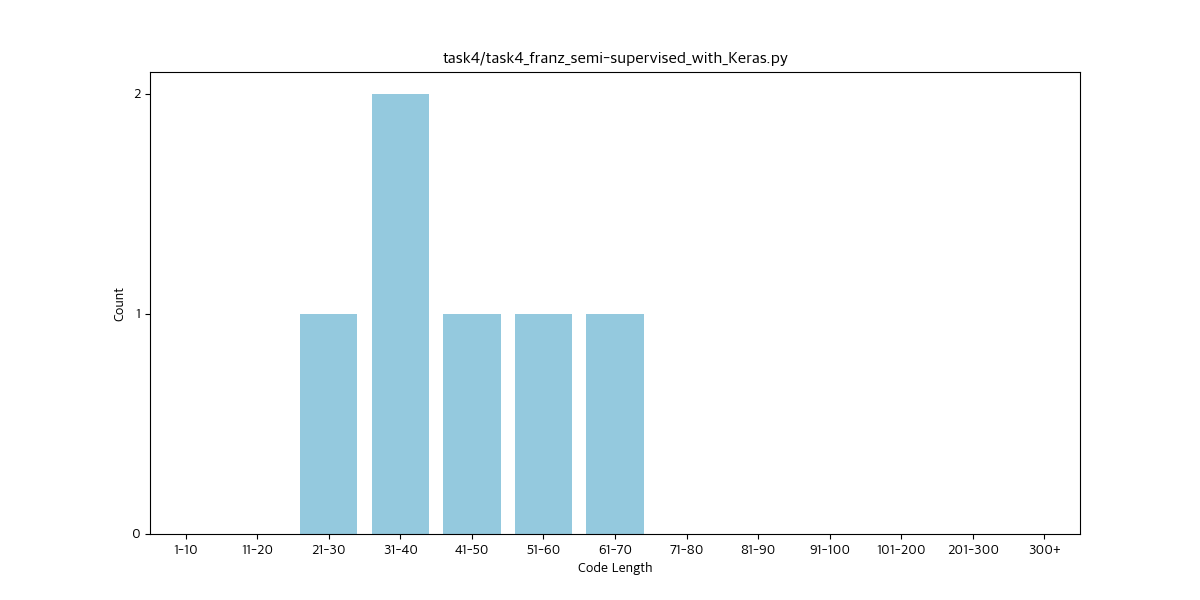 task4/task4_franz_semi-supervised_with_Keras.py
Count
2
1
0
1-10 11-20 21-30 31-40 41-50 51-60 61-70 71-80 81-90 91-100 101-200 201-300 300+
Code Length